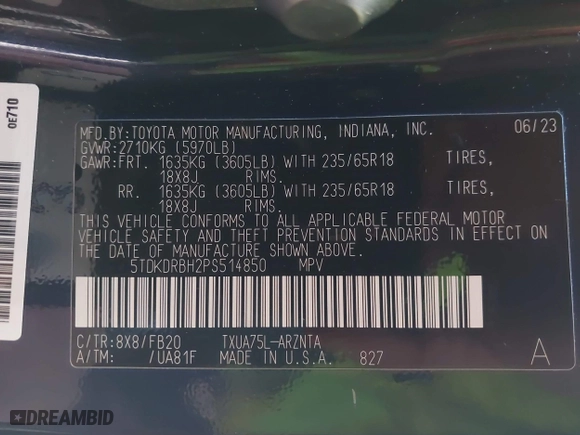 0E710
MFD.BY:TOYOTA MOTOR MANUFACTURING, INDIANA, INC. 06/23
GVWR:2710KG (5970LB)
GAWR:FRT. 1635KG (3605LB) WITH 235/65R18 TIRES,
18X8J RIMS.
RR. 1635KG (3605LB) WITH 235/65R18 TIRES,
18X8J RIMS.
THIS VEHICLE CONFORMS TO ALL APPLICABLE FEDERAL MOTOR
VEHICLE SAFETY AND THEFT PREVENTION STANDARDS IN EFFECT ON
THE DATE OF MANUFACTURE SHOWN ABOVE.
5TDKDRBH2PS514850 MPV
C/TR:8X8/FB20 TXUA75L-ARZNTA
A/TM: /UA81F MADE IN U.S.A. 827 A
DREAMBID